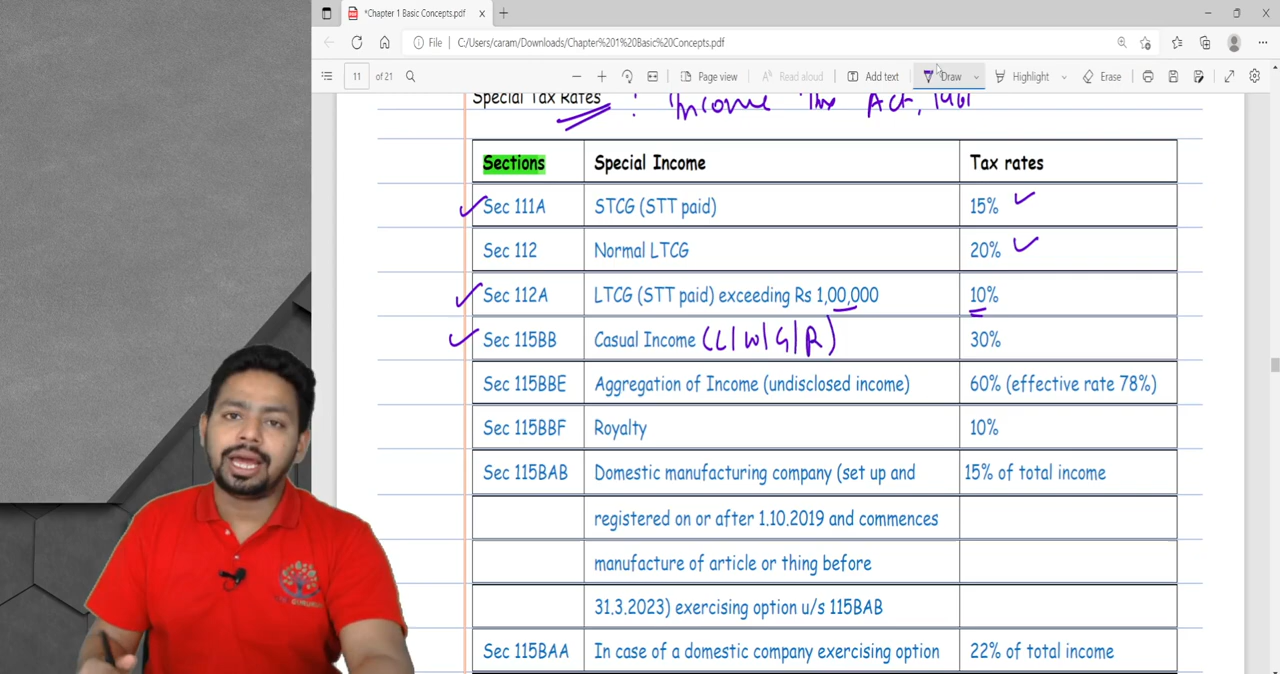 *Chapter 1 Basic Concepts.pdf
File C:/Users/caram/Downloads/Chapter%201%20Basic%20Concepts.pdf
11 of 21 Page view Read aloud Add text Draw Highlight Erase
Special Tax Rates : Income Tax Act, 1961
Sections Special Income Tax rates
Sec 111A STCG (STT paid) 15%
Sec 112 Normal LTCG 20%
Sec 112A LTCG (STT paid) exceeding Rs 1,00,000 10%
Sec 115BB Casual Income (L|W|G|R) 30%
Sec 115BBE Aggregation of Income (undisclosed income) 60% (effective rate 78%)
Sec 115BBF Royalty 10%
Sec 115BAB Domestic manufacturing company (set up and 15% of total income
registered on or after 1.10.2019 and commences
manufacture of article or thing before
31.3.2023) exercising option u/s 115BAB
Sec 115BAA In case of a domestic company exercising option 22% of total income